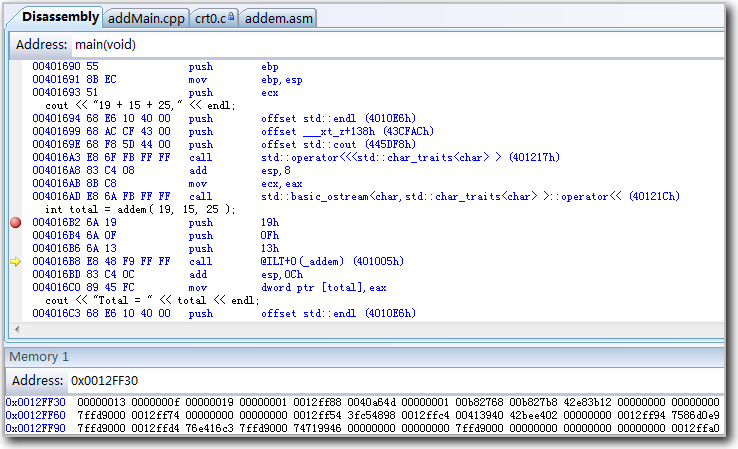 Disassembly addMain.cpp crt0.c addem.asm
Address: main(void)
00401690 55 push ebp
00401691 8B EC mov ebp,esp
00401693 51 push ecx
cout << "19 + 15 + 25," << endl;
00401694 68 E6 10 40 00 push offset std::endl (4010E6h)
00401699 68 AC CF 43 00 push offset ___xt_z+138h (43CFACh)
0040169E 68 F8 5D 44 00 push offset std::cout (445DF8h)
004016A3 E8 6F FB FF FF call std::operator<<<std::char_traits<char> > (401217h)
004016A8 83 C4 08 add esp,8
004016AB 8B C8 mov ecx,eax
004016AD E8 6A FB FF FF call std::basic_ostream<char,std::char_traits<char> >::operator<< (40121Ch)
int total = addem( 19, 15, 25 );
004016B2 6A 19 push 19h
004016B4 6A 0F push 0Fh
004016B6 6A 13 push 13h
004016B8 E8 48 F9 FF FF call @ILT+0(_addem) (401005h)
004016BD 83 C4 0C add esp,0Ch
004016C0 89 45 FC mov dword ptr [total],eax
cout << "Total = " << total << endl;
004016C3 68 E6 10 40 00 push offset std::endl (4010E6h)
Memory 1
Address: 0x0012FF30
0x0012FF30 00000013 0000000f 00000019 00000001 0012ff88 0040a64d 00000001 00b82768 00b827b8 42e83b12 00000000 00000000
0x0012FF60 7ffd9000 0012ff74 00000000 00000000 0012ff54 3fc54898 0012ffc4 00413940 42bee402 00000000 0012ff94 7586d0e9
0x0012FF90 7ffd9000 0012ffd4 76e416c3 7ffd9000 74719946 00000000 00000000 7ffd9000 00000000 00000000 00000000 0012ffa0